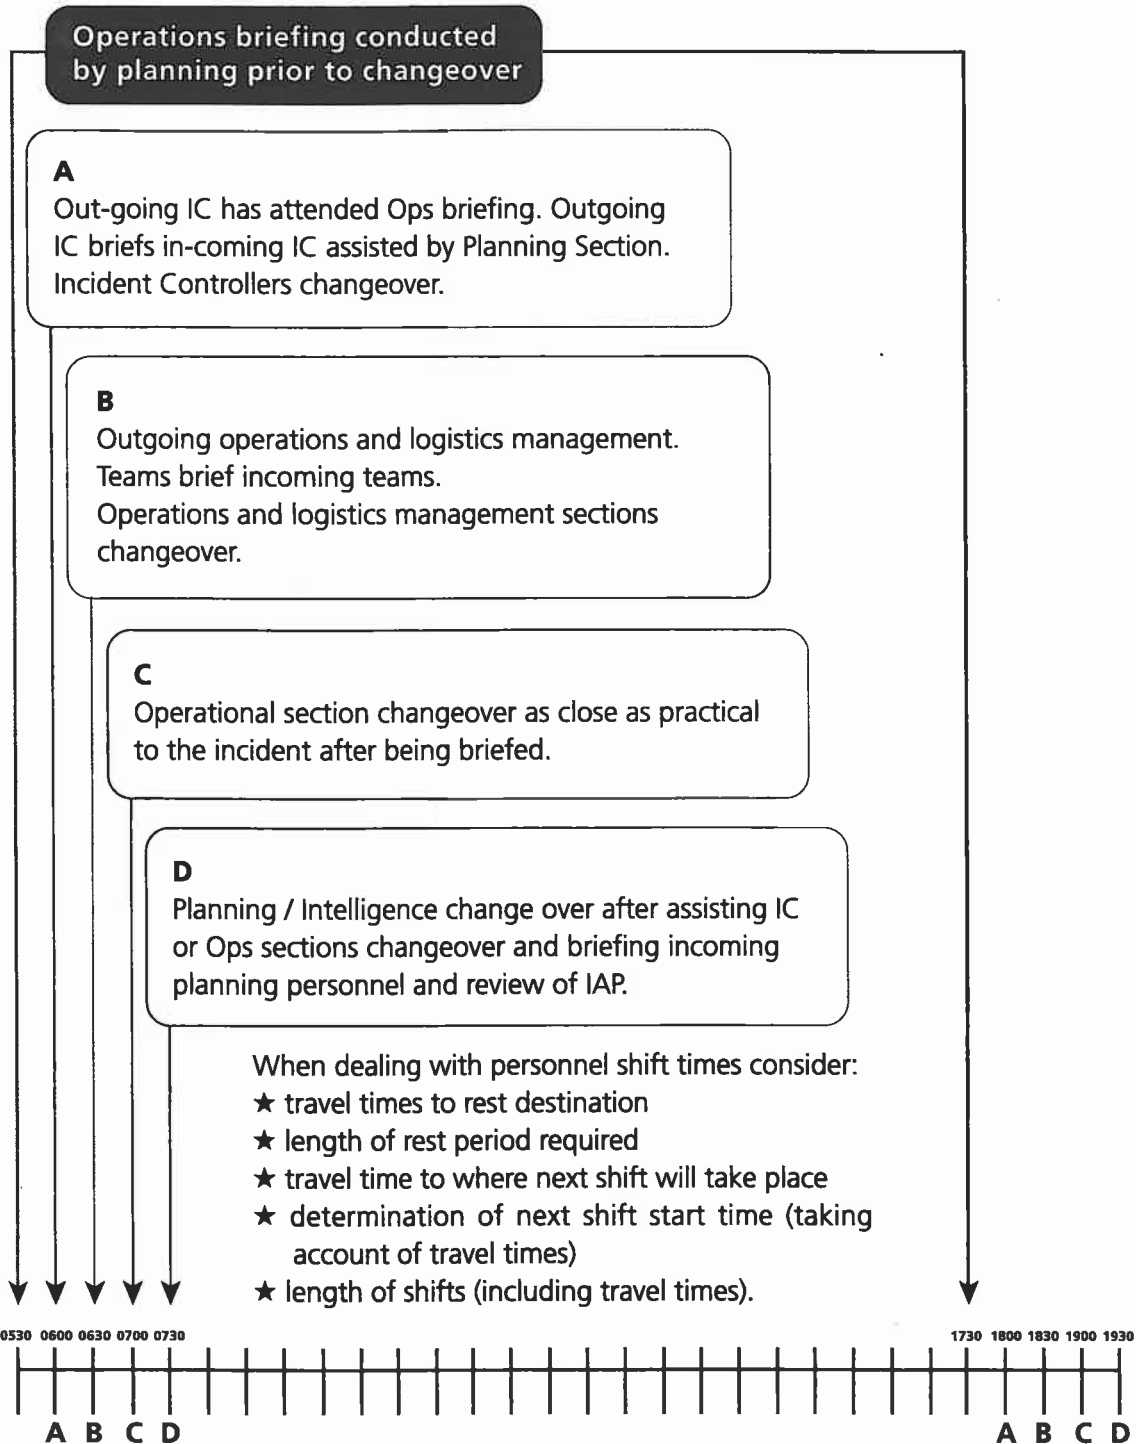 Operations briefing conducted
by planning prior to changeover
A
Out-going IC has attended Ops briefing. Outgoing
IC briefs in-coming IC assisted by Planning Section.
Incident Controllers changeover.
B
Outgoing operations and logistics management.
Teams brief incoming teams.
Operations and logistics management sections
changeover.
C
Operational section changeover as close as practical
to the incident after being briefed.
D
Planning / Intelligence change over after assisting IC
or Ops sections changeover and briefing incoming
planning personnel and review of IAP.
When dealing with personnel shift times consider:
★ travel times to rest destination
★ length of rest period required
★ travel time to where next shift will take place
★ determination of next shift start time (taking
account of travel times)
★ length of shifts (including travel times).
0530 0600 0630 0700 0730 1730 1800 1830 1900 1930
A B C D A B C D